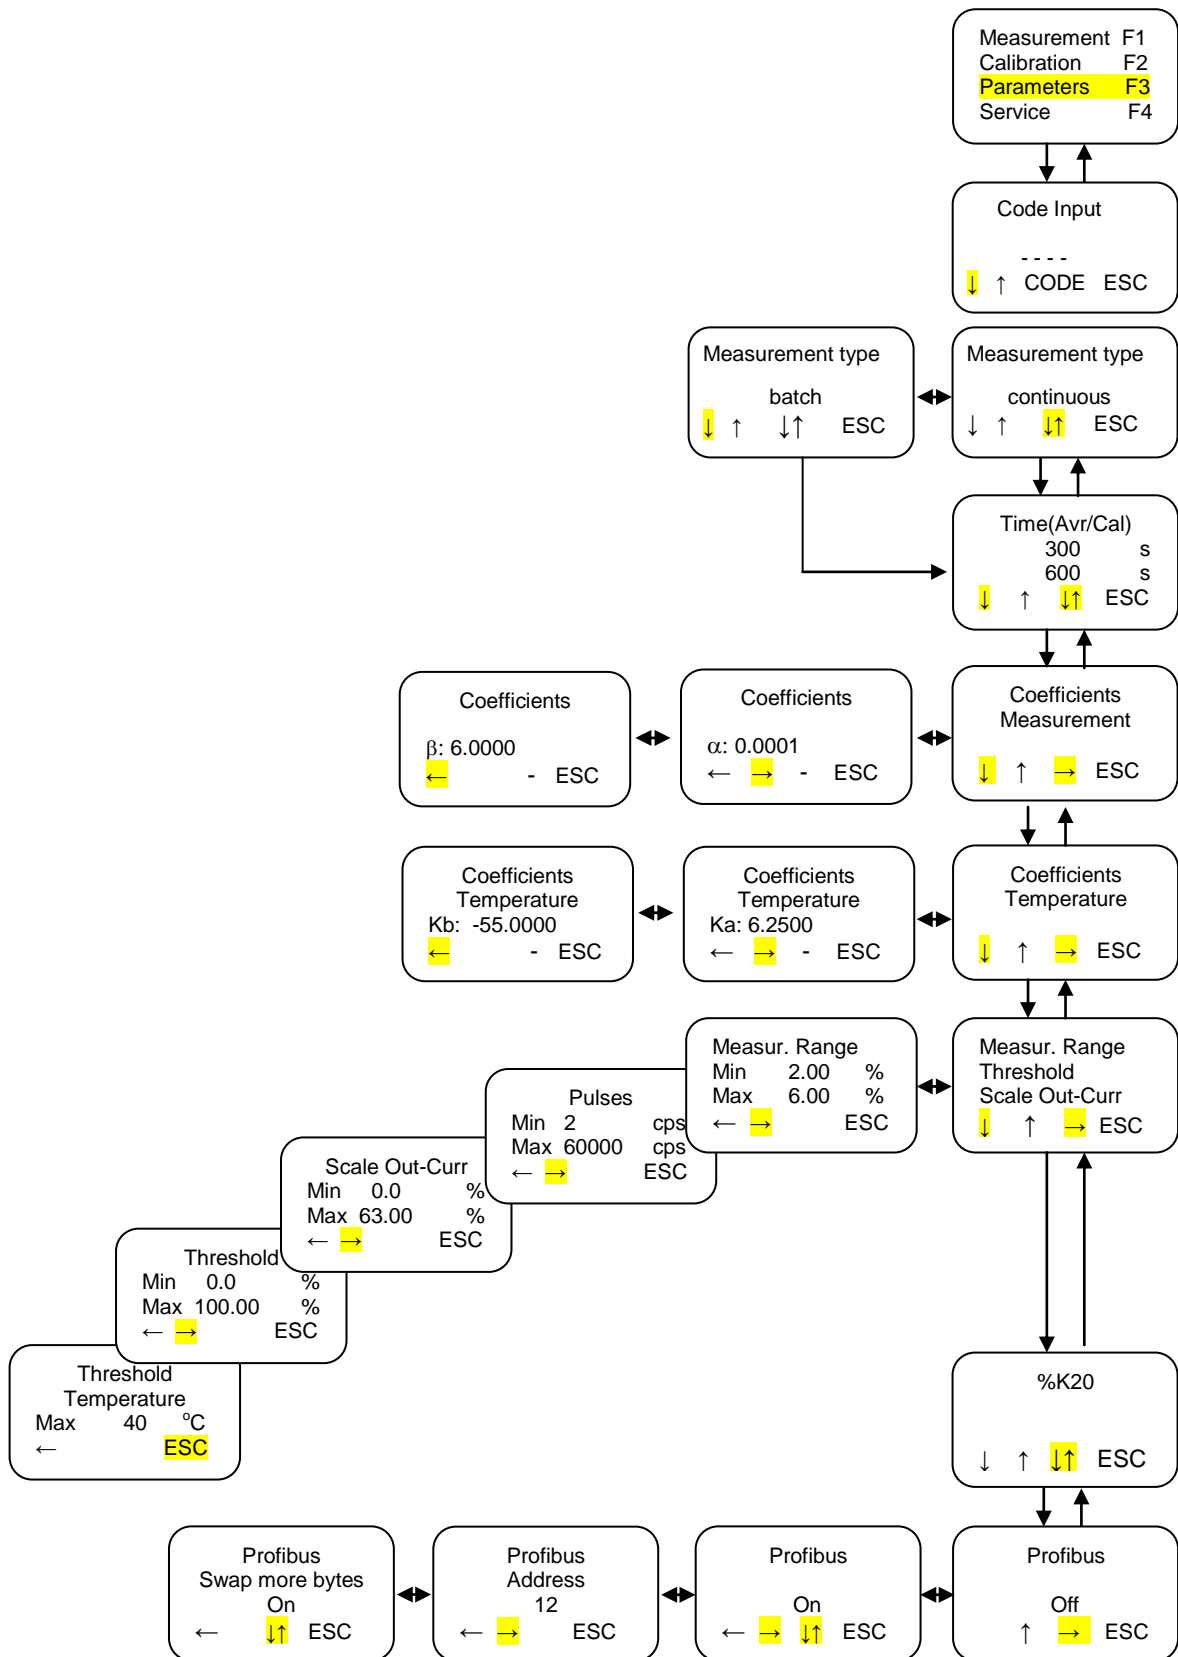 Measurement F1
Calibration F2
Parameters F3
Service F4
Code Input
- - - -
↓ ↑ CODE ESC
Measurement type
batch
↓ ↑ ↓↑ ESC
Measurement type
continuous
↓ ↑ ↓↑ ESC
Time(Avr/Cal)
300 s
600 s
↓ ↑ ↓↑ ESC
Coefficients
β: 6.0000
← - ESC
Coefficients
α: 0.0001
← → - ESC
Coefficients
Measurement
↓ ↑ → ESC
Coefficients
Temperature
Kb: -55.0000
← - ESC
Coefficients
Temperature
Ka: 6.2500
← → - ESC
Coefficients
Temperature
↓ ↑ → ESC
Measur. Range
Threshold
Scale Out-Curr
↓ ↑ → ESC
Measur. Range
Min 2.00 %
Max 6.00 %
← → ESC
Pulses
Min 2 cps
Max 60000 cps
← → ESC
Scale Out-Curr
Min 0.0 %
Max 63.00 %
← → ESC
Threshold
Min 0.0 %
Max 100.00 %
← → ESC
Threshold
Temperature
Max 40 °C
← ESC
%K20
↓ ↑ ↓↑ ESC
Profibus
Swap more bytes
On
← ↓↑ ESC
Profibus
Address
12
← → ESC
Profibus
On
← → ↓↑ ESC
Profibus
Off
↑ → ESC